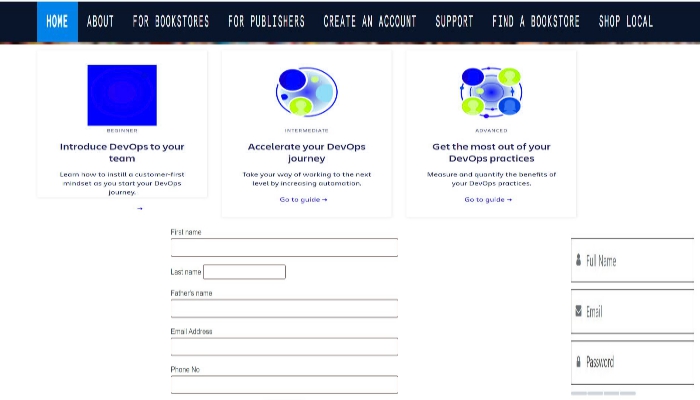 HOME ABOUT FOR BOOKSTORES FOR PUBLISHERS CREATE AN ACCOUNT SUPPORT FIND A BOOKSTORE SHOP LOCAL
BEGINNER
Introduce DevOps to your
team
Learn how to instill a customer-first
mindset as you start your DevOps
journey.
→
INTERMEDIATE
Accelerate your DevOps
journey
Take your way of working to the next
level by increasing automation.
Go to guide →
ADVANCED
Get the most out of your
DevOps practices
Measure and quantify the benefits of
your DevOps practices.
Go to guide →
First name
Last name
Father's name
Email Address
Phone No
Full Name
Email
Password